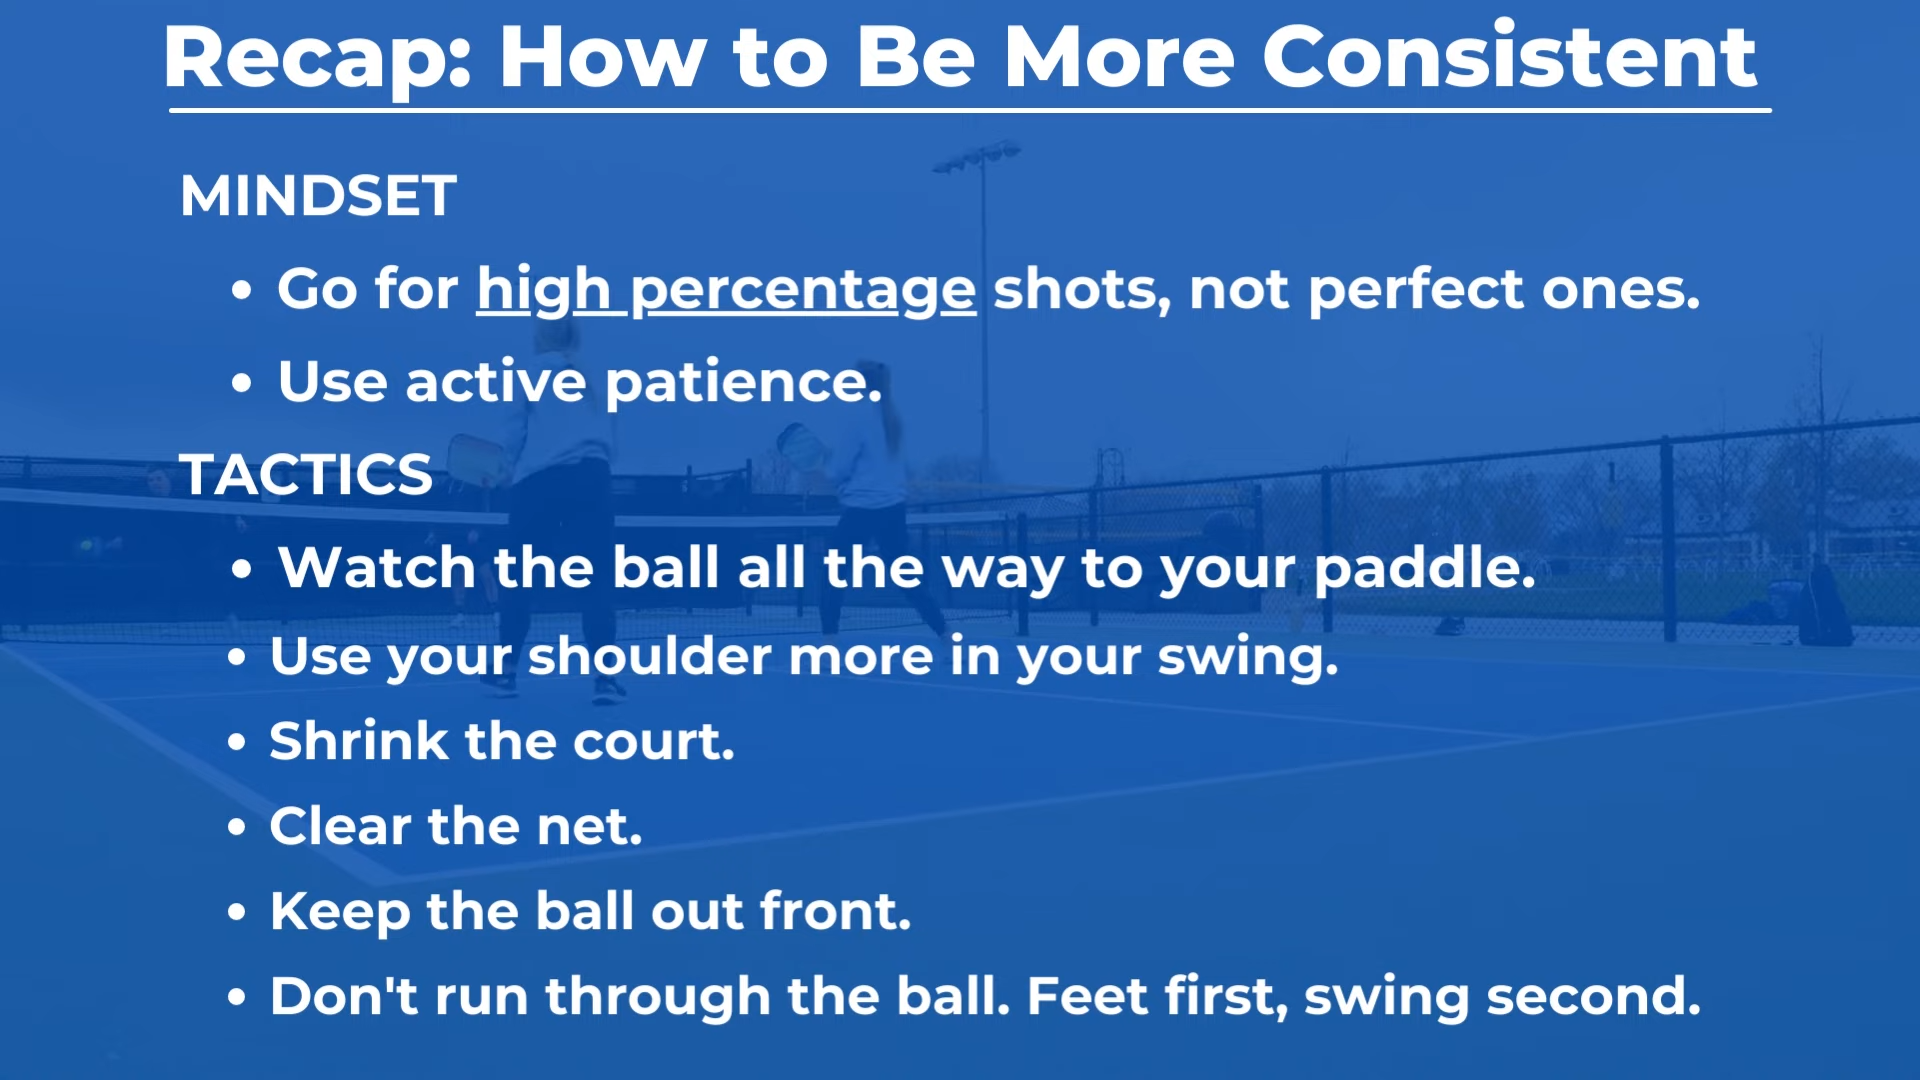 Recap: How to Be More Consistent
MINDSET
• Go for high percentage shots, not perfect ones.
• Use active patience.
TACTICS
• Watch the ball all the way to your paddle.
• Use your shoulder more in your swing.
• Shrink the court.
• Clear the net.
• Keep the ball out front.
• Don't run through the ball. Feet first, swing second.